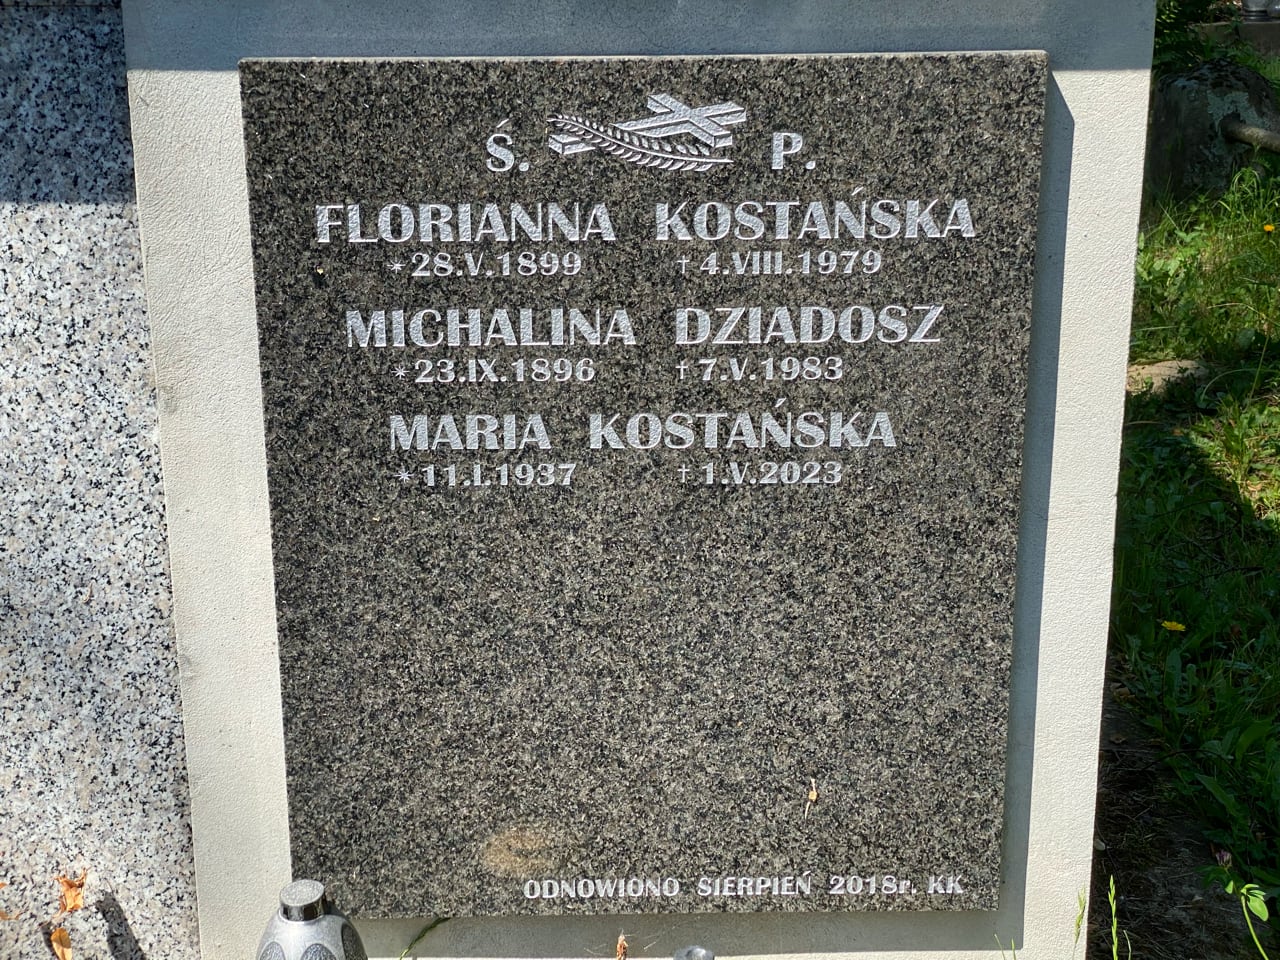 Ś. P.
FLORIANNA KOSTAŃSKA
*28.V.1899 †4.VIII.1979
MICHALINA DZIADOSZ
*23.IX.1896 †7.V.1983
MARIA KOSTAŃSKA
*11.I.1937 †1.V.2023
ODNOWIONO SIERPIEŃ 2018r. KK